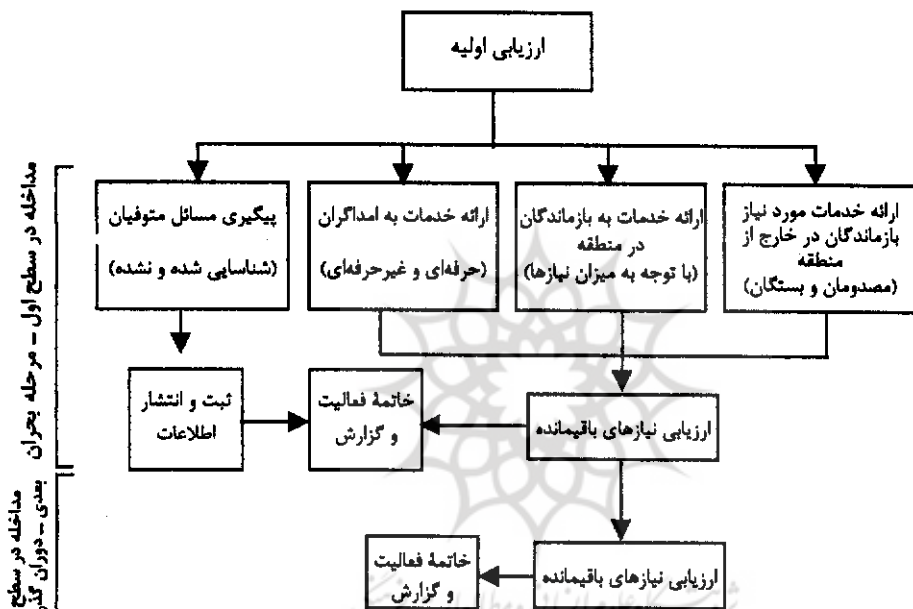 ارزیابی اولیه
ارائه خدمات مورد نیاز
بازماندگان در خارج از
منطقه
(مصدومان و بستگان)
ارائه خدمات به بازماندگان
در منطقه
(با توجه به میزان نیازها)
ارائه خدمات به امداگران
(حرفه‌ای و غیرحرفه‌ای)
پیگیری مسائل متوفیان
(شناسایی شده و نشده)
مداخله در سطح اول – مرحله بحران
ارزیابی نیازهای باقیمانده
خاتمهٔ فعالیت
و گزارش
ثبت و انتشار
اطلاعات
مداخله در سطح
بعدی – دوران
ارزیابی نیازهای باقیمانده
خاتمهٔ فعالیت
و گزارش